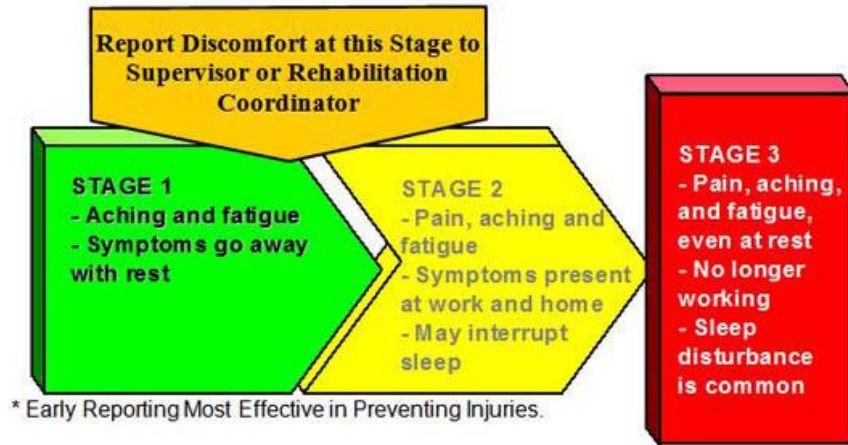 Report Discomfort at this Stage to
Supervisor or Rehabilitation
Coordinator
STAGE 1
- Aching and fatigue
- Symptoms go away
with rest
STAGE 2
- Pain, aching and
fatigue
- Symptoms present
at work and home
- May interrupt
sleep
STAGE 3
- Pain, aching,
and fatigue,
even at rest
- No longer
working
- Sleep
disturbance
is common
* Early Reporting Most Effective in Preventing Injuries.